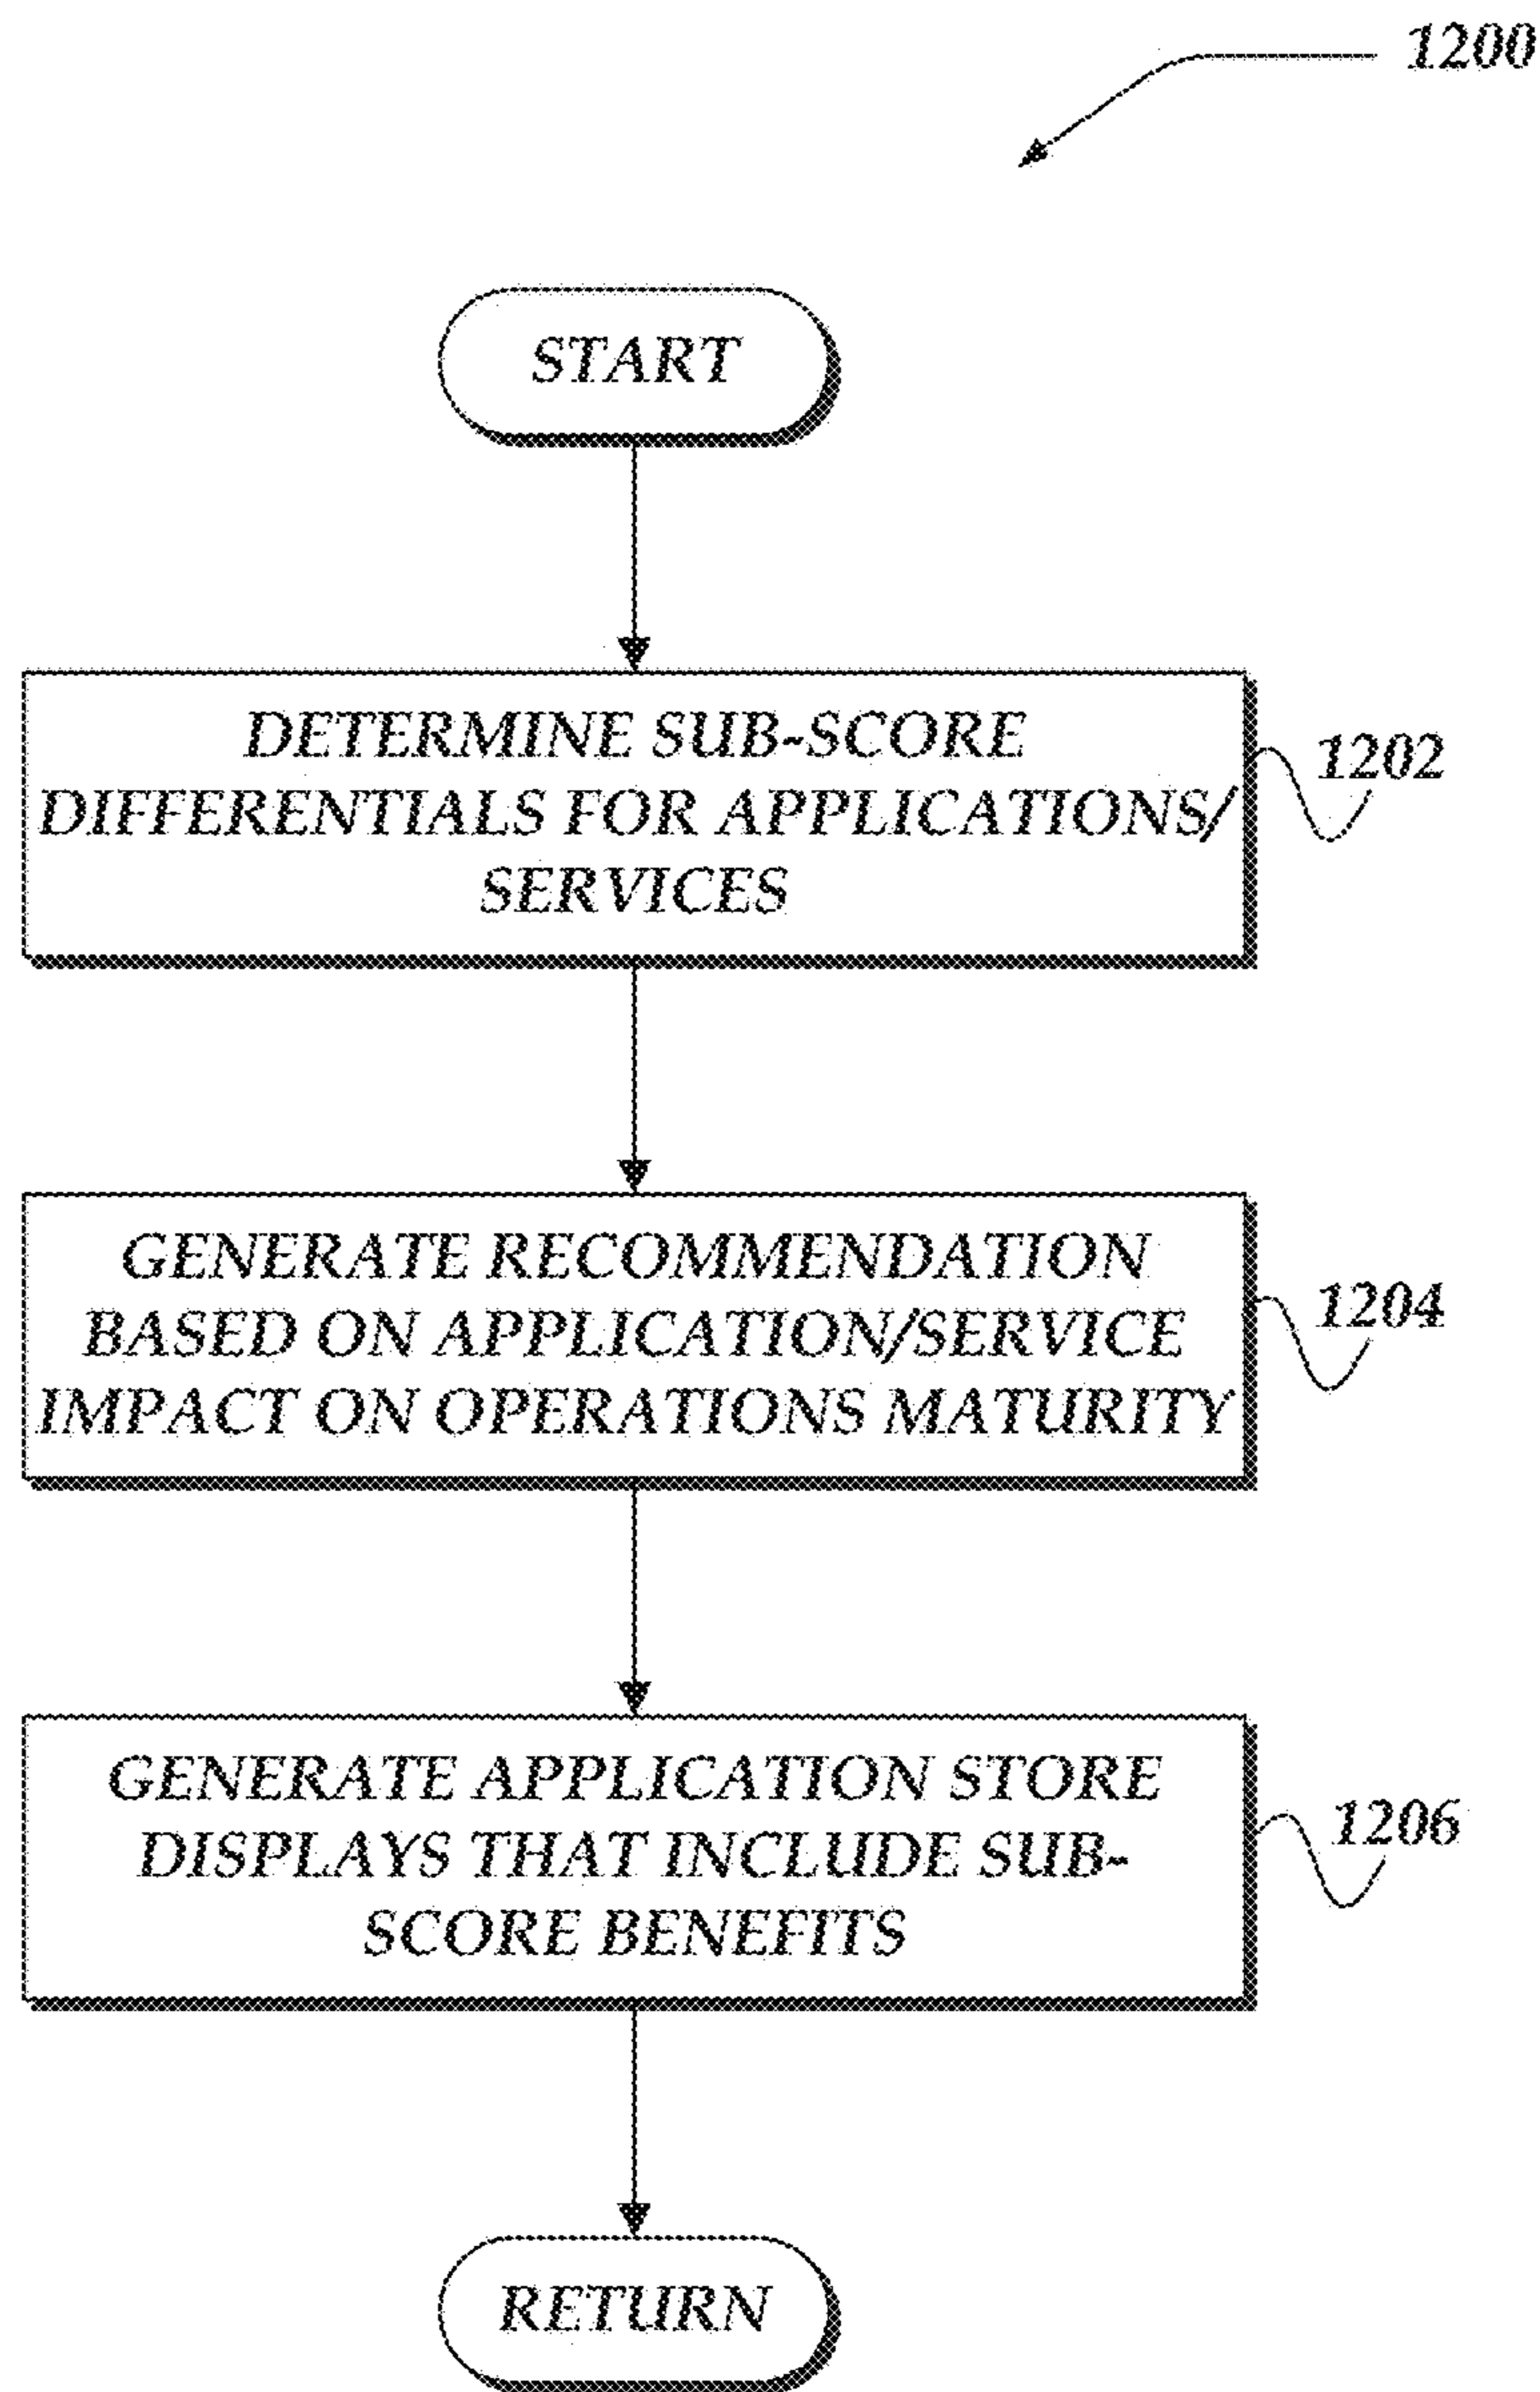 1200
START
DETERMINE SUB-SCORE
DIFFERENTIALS FOR APPLICATIONS/
SERVICES
1202
GENERATE RECOMMENDATION
BASED ON APPLICATION/SERVICE
IMPACT ON OPERATIONS MATURITY
1204
GENERATE APPLICATION STORE
DISPLAYS THAT INCLUDE SUB-
SCORE BENEFITS
1206
RETURN